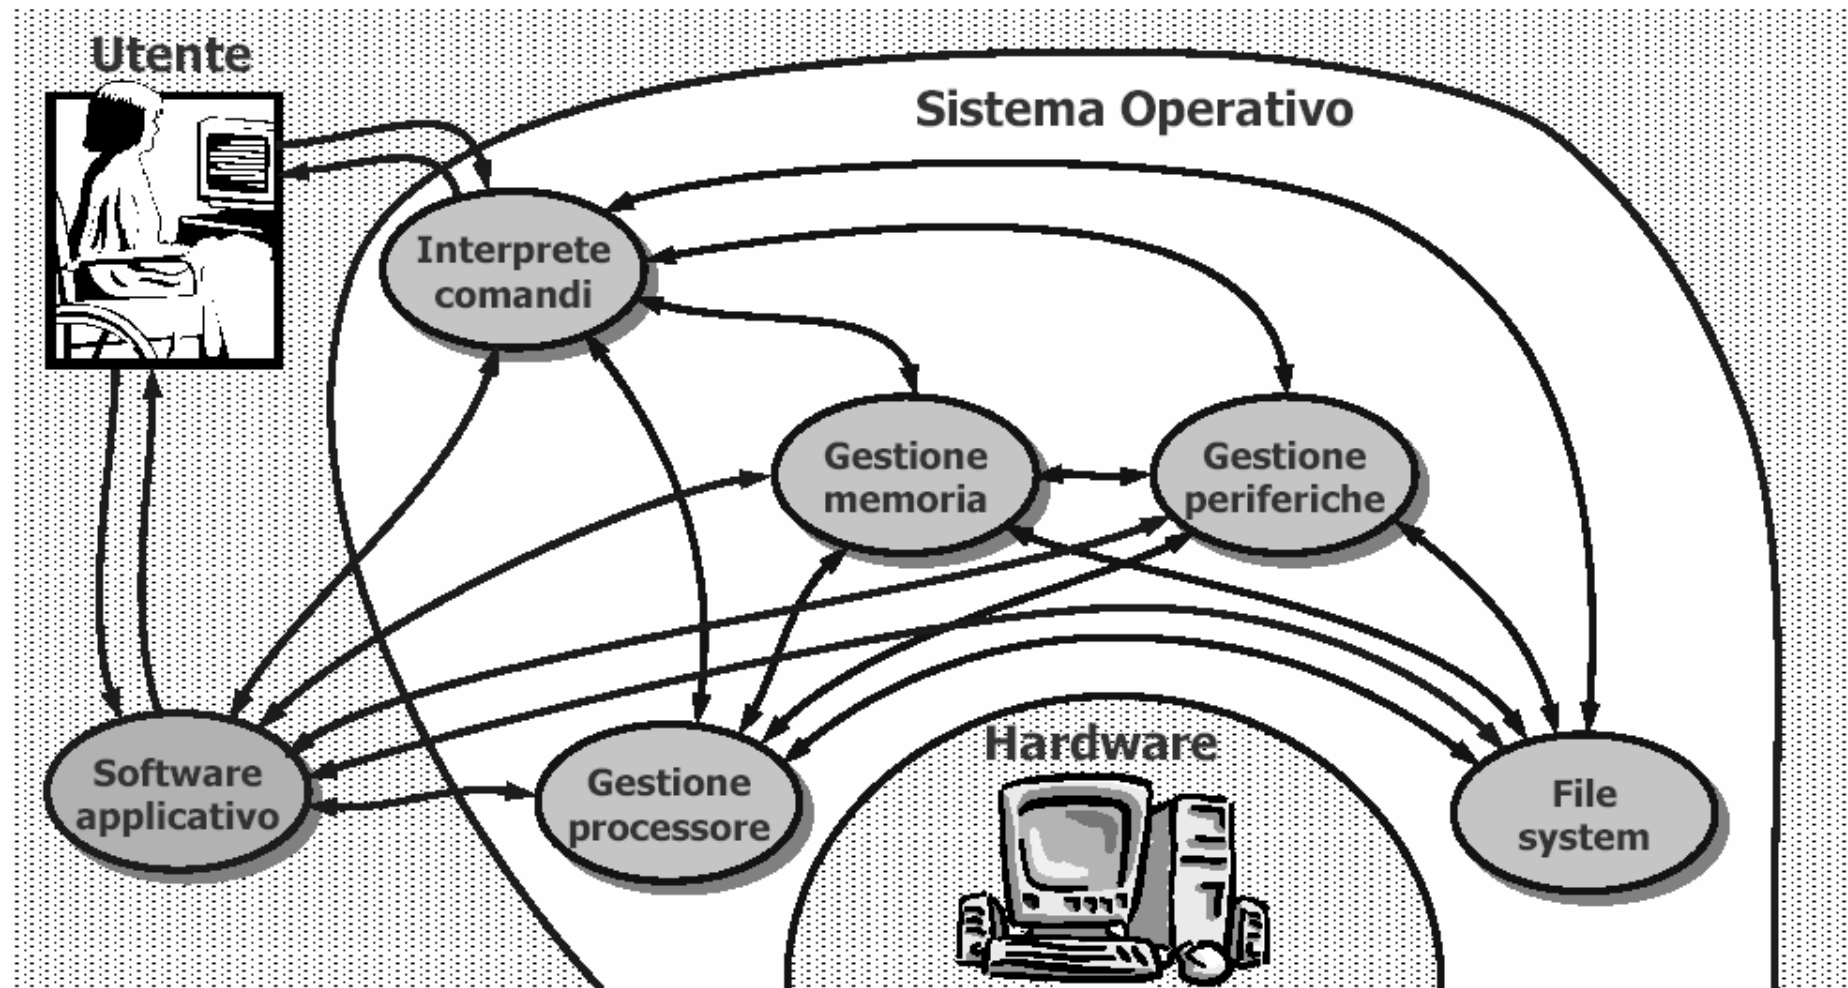 Utente
Sistema Operativo
Interprete
comandi
Gestione
memoria
Gestione
periferiche
Software
applicativo
Gestione
processore
Hardware
File
system